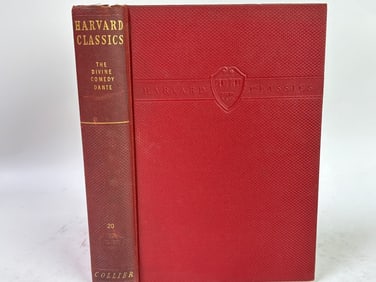 HARVARD
CLASSICS
THE
DIVINE
COMEDY
DANTE
20
COLLIER
HARVARD CLASSICS